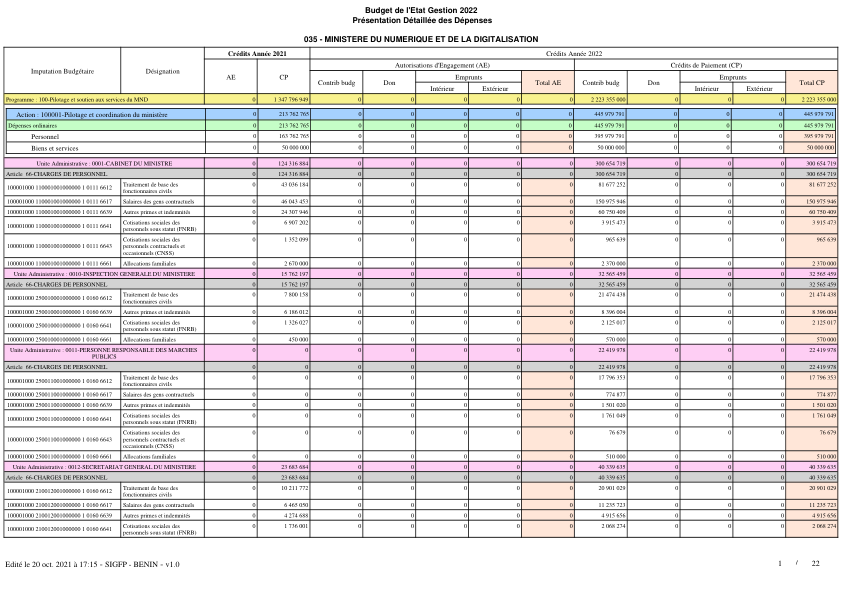 Budget de l'Etat Gestion 2022
Présentation Détaillée des Dépenses
035 - MINISTERE DU NUMERIQUE ET DE LA DIGITALISATION
Imputation Budgétaire Désignation Crédits Année 2021 Crédits Année 2022
AE CP Autorisations d'Engagement (AE) Crédits de Paiement (CP)
Contrib budg Don Emprunts Total AE Contrib budg Don Emprunts Total CP
Intérieur Extérieur Intérieur Extérieur
Programme : 100-Pilotage et soutien aux services du MND 0 1 347 796 949 0 0 0 0 0 2 223 355 000 0 0 0 2 223 355 000
Action : 100001-Pilotage et coordination du ministère 0 213 762 765 0 0 0 0 0 445 979 791 0 0 0 445 979 791
Dépenses ordinaires 0 213 762 765 0 0 0 0 0 445 979 791 0 0 0 445 979 791
Personnel 0 163 762 765 0 0 0 0 0 395 979 791 0 0 0 395 979 791
Biens et services 0 50 000 000 0 0 0 0 0 50 000 000 0 0 0 50 000 000
Unite Administrative : 0001-CABINET DU MINISTRE 0 124 316 884 0 0 0 0 0 300 654 719 0 0 0 300 654 719
Article 66-CHARGES DE PERSONNEL 0 124 316 884 0 0 0 0 0 300 654 719 0 0 0 300 654 719
100001000 1100010010000000 1 0111 6612 Traitement de base des fonctionnaires civils 0 43 036 184 0 0 0 0 0 81 677 252 0 0 0 81 677 252
100001000 1100010010000000 1 0111 6617 Salaires des gens contractuels 0 46 043 453 0 0 0 0 0 150 975 946 0 0 0 150 975 946
100001000 1100010010000000 1 0111 6639 Autres primes et indemnités 0 24 307 946 0 0 0 0 0 60 750 409 0 0 0 60 750 409
100001000 1100010010000000 1 0111 6641 Cotisations sociales des personnels sous statut (FNRB) 0 6 907 202 0 0 0 0 0 3 915 473 0 0 0 3 915 473
100001000 1100010010000000 1 0111 6643 Cotisations sociales des personnels contractuels et occasionnels (CNSS) 0 1 352 099 0 0 0 0 0 965 639 0 0 0 965 639
100001000 1100010010000000 1 0111 6661 Allocations familiales 0 2 670 000 0 0 0 0 0 2 370 000 0 0 0 2 370 000
Unite Administrative : 0010-INSPECTION GENERALE DU MINISTERE 0 15 762 197 0 0 0 0 0 32 565 459 0 0 0 32 565 459
Article 66-CHARGES DE PERSONNEL 0 15 762 197 0 0 0 0 0 32 565 459 0 0 0 32 565 459
100001000 2500100010000000 1 0160 6612 Traitement de base des fonctionnaires civils 0 7 800 158 0 0 0 0 0 21 474 438 0 0 0 21 474 438
100001000 2500100010000000 1 0160 6639 Autres primes et indemnités 0 6 186 012 0 0 0 0 0 8 396 004 0 0 0 8 396 004
100001000 2500100010000000 1 0160 6641 Cotisations sociales des personnels sous statut (FNRB) 0 1 326 027 0 0 0 0 0 2 125 017 0 0 0 2 125 017
100001000 2500100010000000 1 0160 6661 Allocations familiales 0 450 000 0 0 0 0 0 570 000 0 0 0 570 000
Unite Administrative : 0011-PERSONNE RESPONSABLE DES MARCHES PUBLICS 0 0 0 0 0 0 0 22 419 978 0 0 0 22 419 978
Article 66-CHARGES DE PERSONNEL 0 0 0 0 0 0 0 22 419 978 0 0 0 22 419 978
100001000 2500110010000000 1 0160 6612 Traitement de base des fonctionnaires civils 0 0 0 0 0 0 0 17 796 353 0 0 0 17 796 353
100001000 2500110010000000 1 0160 6617 Salaires des gens contractuels 0 0 0 0 0 0 0 774 877 0 0 0 774 877
100001000 2500110010000000 1 0160 6639 Autres primes et indemnités 0 0 0 0 0 0 0 1 501 020 0 0 0 1 501 020
100001000 2500110010000000 1 0160 6641 Cotisations sociales des personnels sous statut (FNRB) 0 0 0 0 0 0 0 1 761 049 0 0 0 1 761 049
100001000 2500110010000000 1 0160 6643 Cotisations sociales des personnels contractuels et occasionnels (CNSS) 0 0 0 0 0 0 0 76 679 0 0 0 76 679
100001000 2500110010000000 1 0160 6661 Allocations familiales 0 0 0 0 0 0 0 510 000 0 0 0 510 000
Unite Administrative : 0012-SECRETARIAT GENERAL DU MINISTERE 0 23 683 684 0 0 0 0 0 40 339 635 0 0 0 40 339 635
Article 66-CHARGES DE PERSONNEL 0 23 683 684 0 0 0 0 0 40 339 635 0 0 0 40 339 635
100001000 2100120010000000 1 0160 6612 Traitement de base des fonctionnaires civils 0 10 211 772 0 0 0 0 0 20 901 029 0 0 0 20 901 029
100001000 2100120010000000 1 0160 6617 Salaires des gens contractuels 0 6 465 050 0 0 0 0 0 11 235 723 0 0 0 11 235 723
100001000 2100120010000000 1 0160 6639 Autres primes et indemnités 0 4 274 688 0 0 0 0 0 4 915 656 0 0 0 4 915 656
100001000 2100120010000000 1 0160 6641 Cotisations sociales des personnels sous statut (FNRB) 0 1 736 001 0 0 0 0 0 2 068 274 0 0 0 2 068 274
Edité le 20 oct. 2021 à 17:15 - SIGFP - BENIN - v1.0 1 / 22